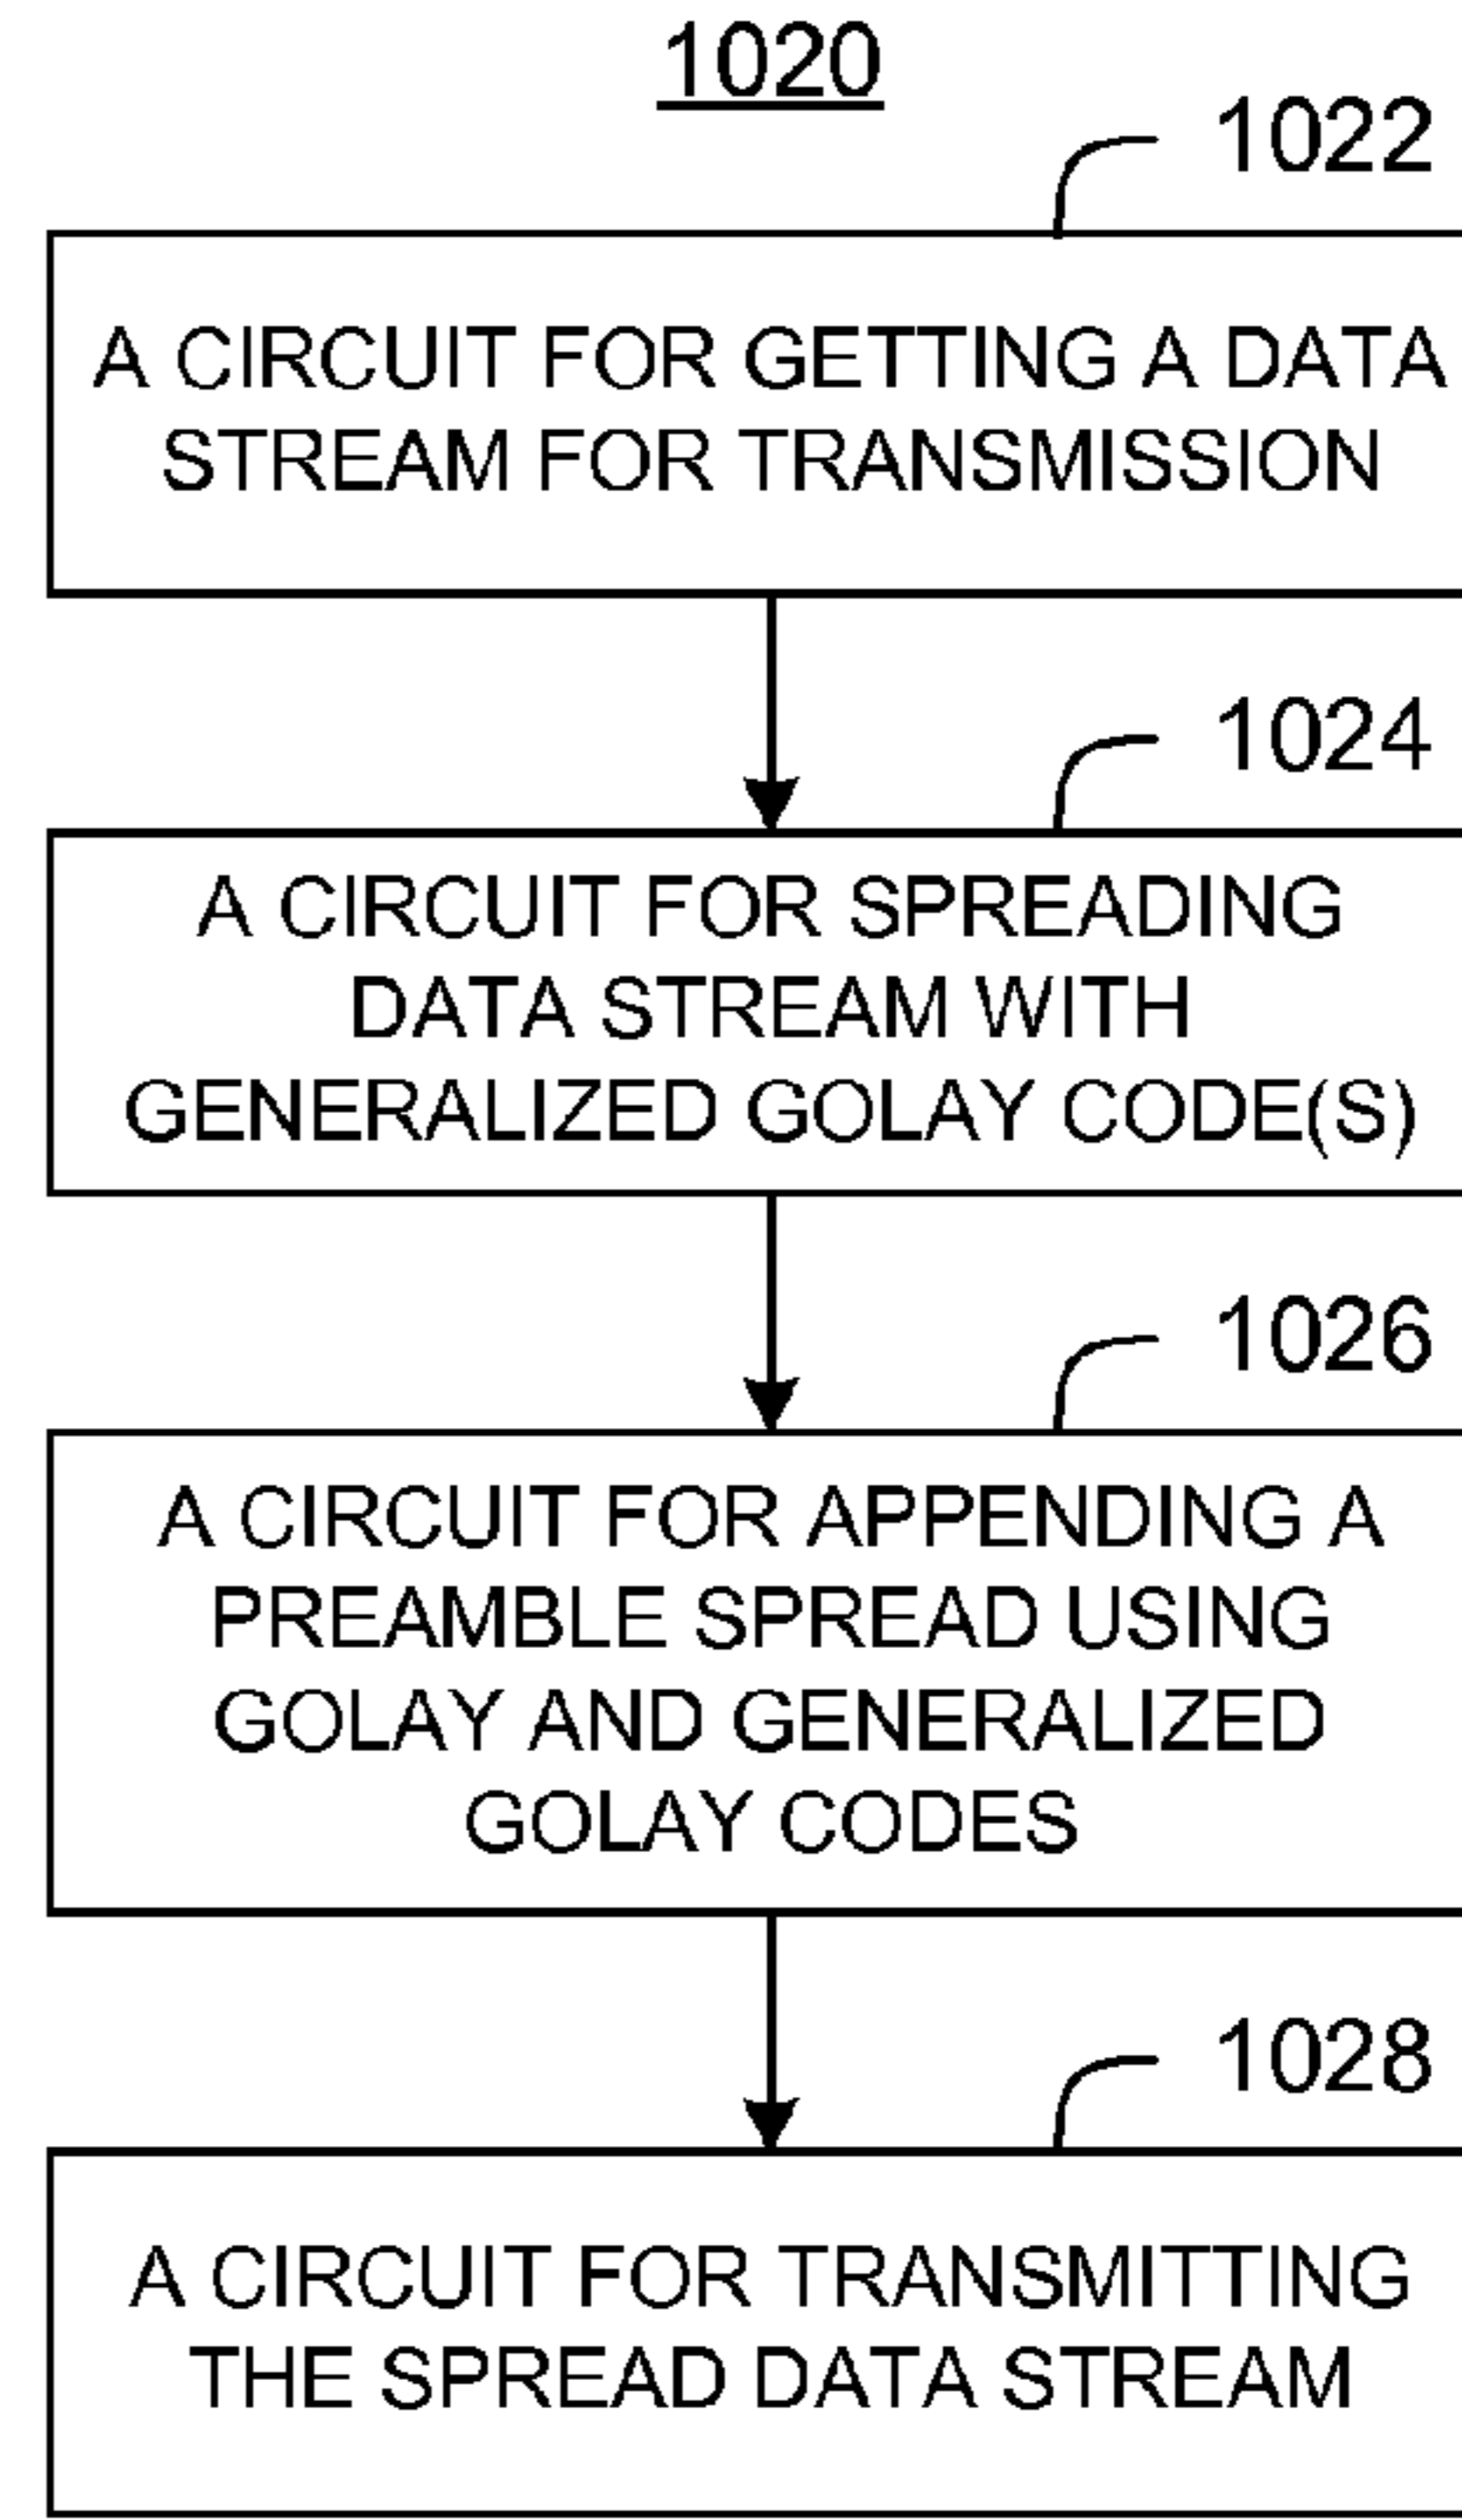 1020
1022
A CIRCUIT FOR GETTING A DATA
STREAM FOR TRANSMISSION
1024
A CIRCUIT FOR SPREADING
DATA STREAM WITH
GENERALIZED GOLAY CODE(S)
1026
A CIRCUIT FOR APPENDING A
PREAMBLE SPREAD USING
GOLAY AND GENERALIZED
GOLAY CODES
1028
A CIRCUIT FOR TRANSMITTING
THE SPREAD DATA STREAM